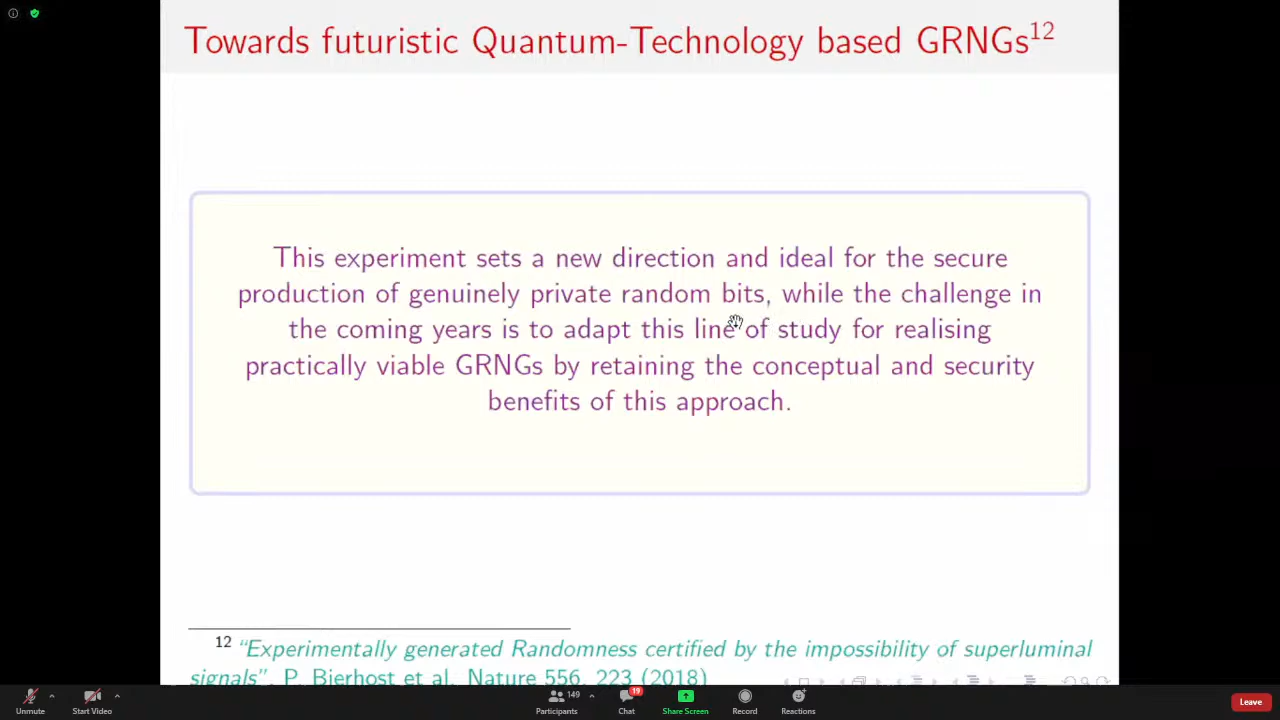 Towards futuristic Quantum-Technology based GRNGs12
This experiment sets a new direction and ideal for the secure
production of genuinely private random bits, while the challenge in
the coming years is to adapt this line of study for realising
practically viable GRNGs by retaining the conceptual and security
benefits of this approach.
12 “Experimentally generated Randomness certified by the impossibility of superluminal
signals”, P. Bierhost et al. Nature 556, 223 (2018)
Unmute
Start Video
149
Participants
19
Chat
Share Screen
Record
Reactions
Leave